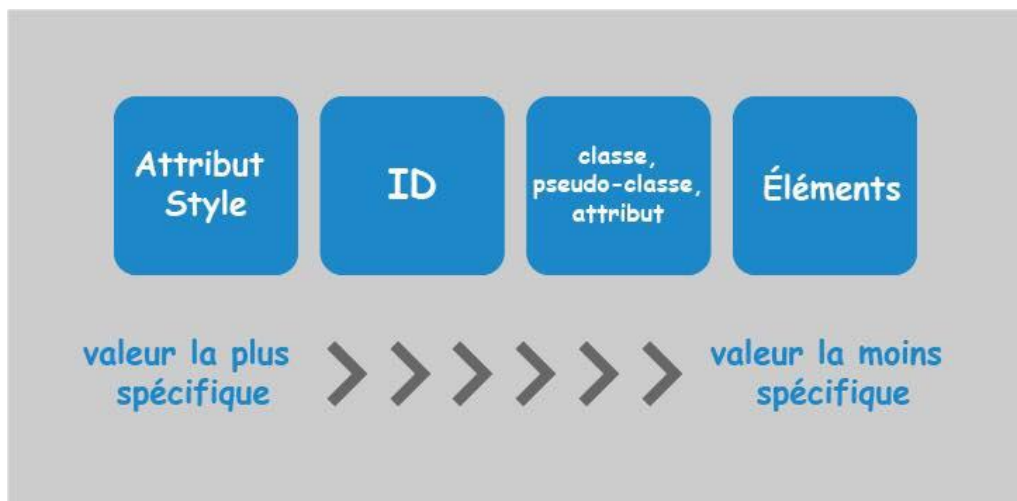 Attribut
Style
ID
classe,
pseudo-classe,
attribut
Éléments
valeur la plus
spécifique
valeur la moins
spécifique